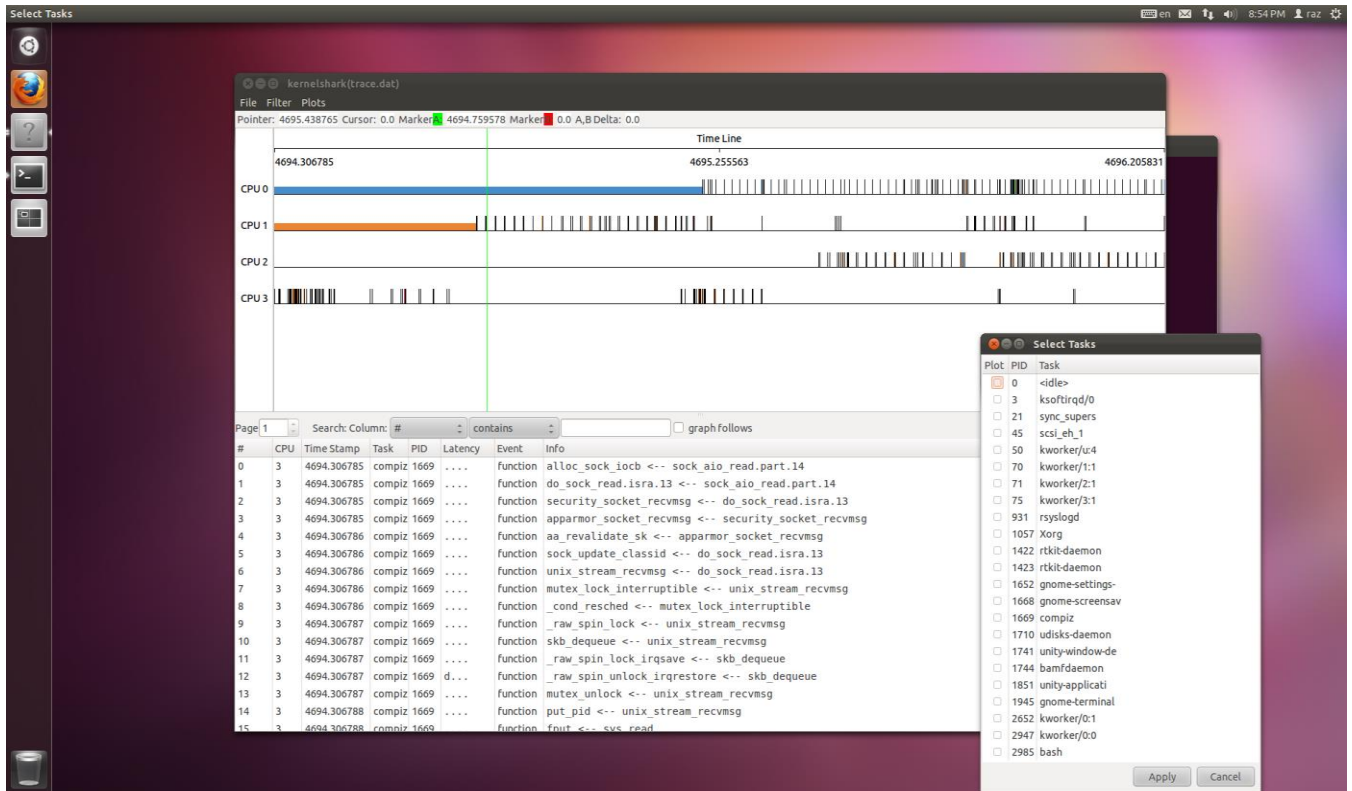 Select Tasks
en 8:54 PM raz
kernelshark(trace.dat)
File Filter Plots
Pointer: 4695.438765 Cursor: 0.0 Marker A: 4694.759578 Marker 0.0 A,B Delta: 0.0
Time Line
4694.306785 4695.255563 4696.205831
CPU 0
CPU 1
CPU 2
CPU 3
Page 1 Search: Column: # contains graph follows
# CPU Time Stamp Task PID Latency Event Info
0 3 4694.306785 compiz 1669 .... function alloc_sock_iocb <-- sock_aio_read.part.14
1 3 4694.306785 compiz 1669 .... function do_sock_read.isra.13 <-- sock_aio_read.part.14
2 3 4694.306785 compiz 1669 .... function security_socket_recvmsg <-- do_sock_read.isra.13
3 3 4694.306785 compiz 1669 .... function apparmor_socket_recvmsg <-- security_socket_recvmsg
4 3 4694.306786 compiz 1669 .... function aa_revalidate_sk <-- apparmor_socket_recvmsg
5 3 4694.306786 compiz 1669 .... function sock_update_classid <-- do_sock_read.isra.13
6 3 4694.306786 compiz 1669 .... function unix_stream_recvmsg <-- do_sock_read.isra.13
7 3 4694.306786 compiz 1669 .... function mutex_lock_interruptible <-- unix_stream_recvmsg
8 3 4694.306786 compiz 1669 .... function _cond_resched <-- mutex_lock_interruptible
9 3 4694.306787 compiz 1669 .... function _raw_spin_lock <-- unix_stream_recvmsg
10 3 4694.306787 compiz 1669 .... function skb_dequeue <-- unix_stream_recvmsg
11 3 4694.306787 compiz 1669 .... function _raw_spin_lock_irqsave <-- skb_dequeue
12 3 4694.306787 compiz 1669 d... function _raw_spin_unlock_irqrestore <-- skb_dequeue
13 3 4694.306787 compiz 1669 .... function mutex_unlock <-- unix_stream_recvmsg
14 3 4694.306788 compiz 1669 .... function put_pid <-- unix_stream_recvmsg
15 3 4694.306788 compiz 1669 .... function fput <-- sys_read
Select Tasks
Plot PID Task
0 <idle>
3 ksoftirqd/0
21 sync_supers
45 scsi_eh_1
50 kworker/u:4
70 kworker/1:1
71 kworker/2:1
75 kworker/3:1
931 rsyslogd
1057 Xorg
1422 rtkit-daemon
1423 rtkit-daemon
1652 gnome-settings-
1668 gnome-screensav
1669 compiz
1710 udisks-daemon
1741 unity-window-de
1744 bamfdaemon
1851 unity-applicati
1945 gnome-terminal
2652 kworker/0:1
2947 kworker/0:0
2985 bash
Apply Cancel